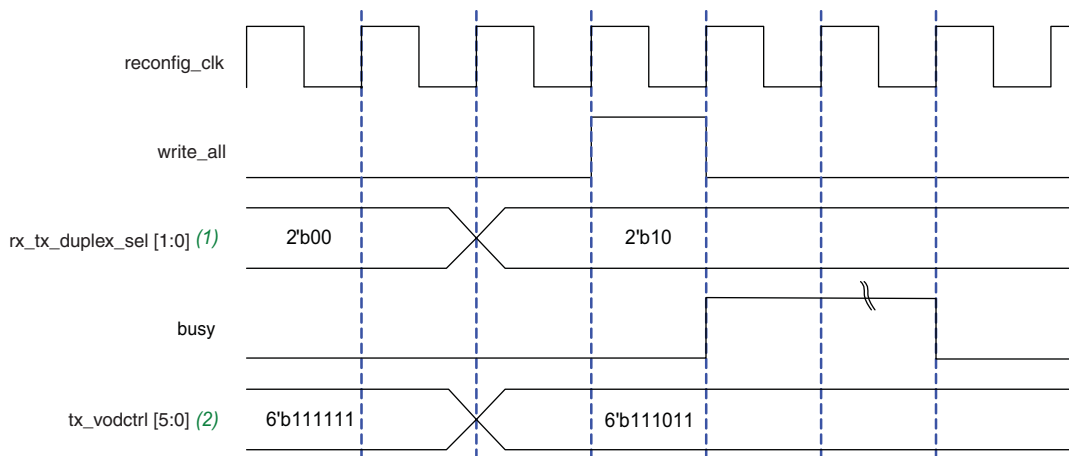 reconfig_clk
write_all
rx_tx_duplex_sel [1:0] (1) 2'b00 2'b10
busy
tx_vodctrl [5:0] (2) 6'b111111 6'b111011